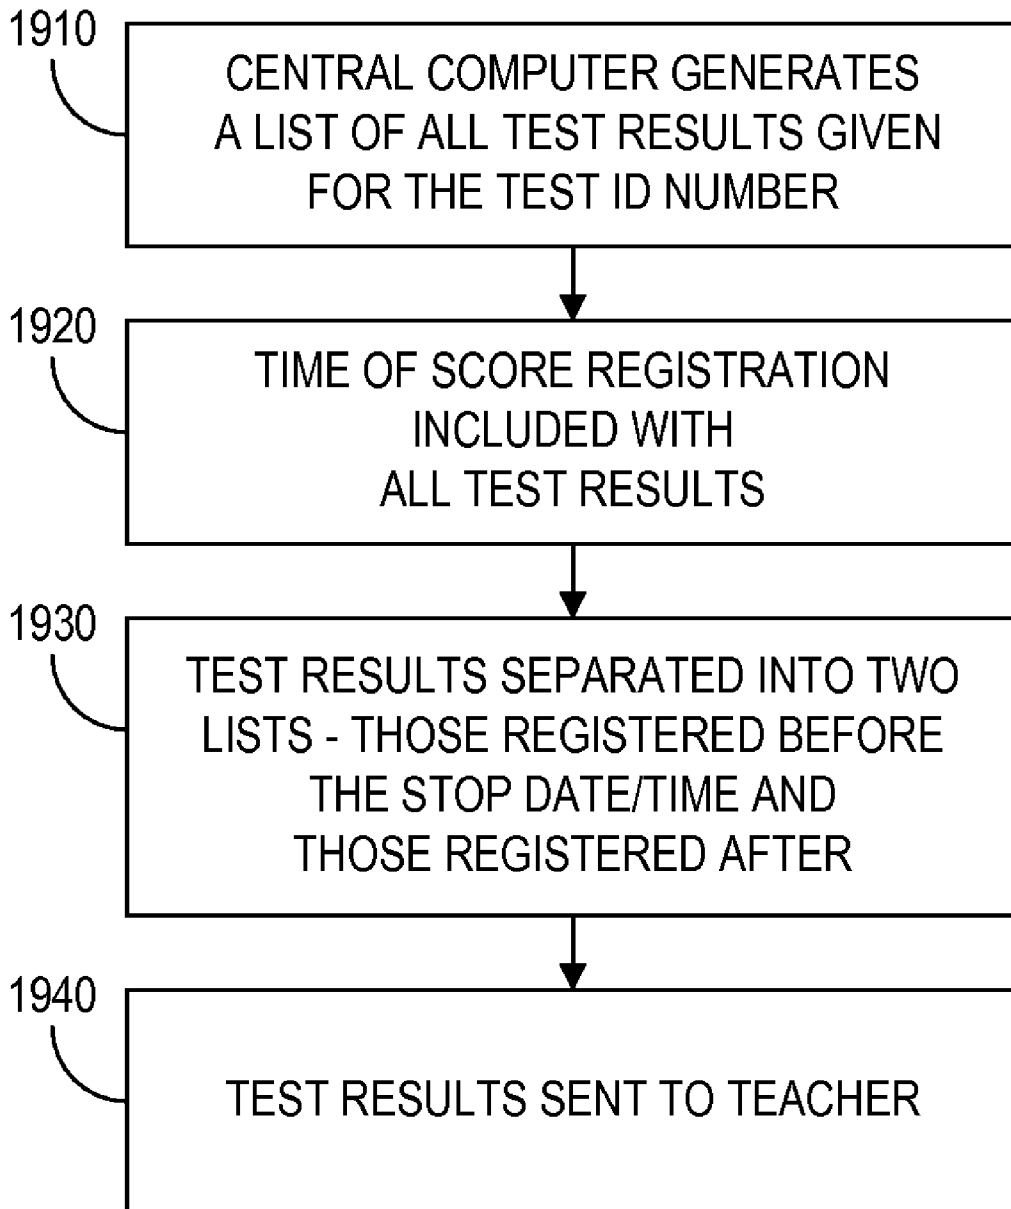 1910
CENTRAL COMPUTER GENERATES
A LIST OF ALL TEST RESULTS GIVEN
FOR THE TEST ID NUMBER
1920
TIME OF SCORE REGISTRATION
INCLUDED WITH
ALL TEST RESULTS
1930
TEST RESULTS SEPARATED INTO TWO
LISTS - THOSE REGISTERED BEFORE
THE STOP DATE/TIME AND
THOSE REGISTERED AFTER
1940
TEST RESULTS SENT TO TEACHER